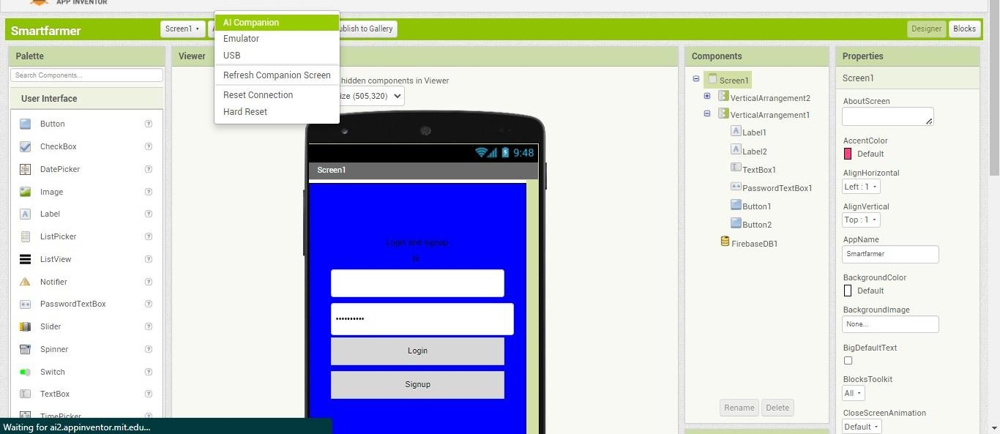 APP INVENTOR
Smartfarmer
Screen1
ublish to Gallery
Designer
Blocks
AI Companion
Emulator
USB
Refresh Companion Screen
Reset Connection
Hard Reset
Palette
Search Components...
User Interface
Button
CheckBox
DatePicker
Image
Label
ListPicker
ListView
Notifier
PasswordTextBox
Slider
Spinner
Switch
TextBox
TimePicker
Waiting for ai2.appinventor.mit.edu...
Viewer
hidden components in Viewer
ize (505,320)
9:48
Screen1
Login and signup
Login
Signup
Components
Screen1
VerticalArrangement2
VerticalArrangement1
Label1
Label2
TextBox1
PasswordTextBox1
Button1
Button2
FirebaseDB1
Rename
Delete
Properties
Screen1
AboutScreen
AccentColor
Default
AlignHorizontal
Left : 1
AlignVertical
Top : 1
AppName
Smartfarmer
BackgroundColor
Default
BackgroundImage
None...
BigDefaultText
BlocksToolkit
All
CloseScreenAnimation
Default